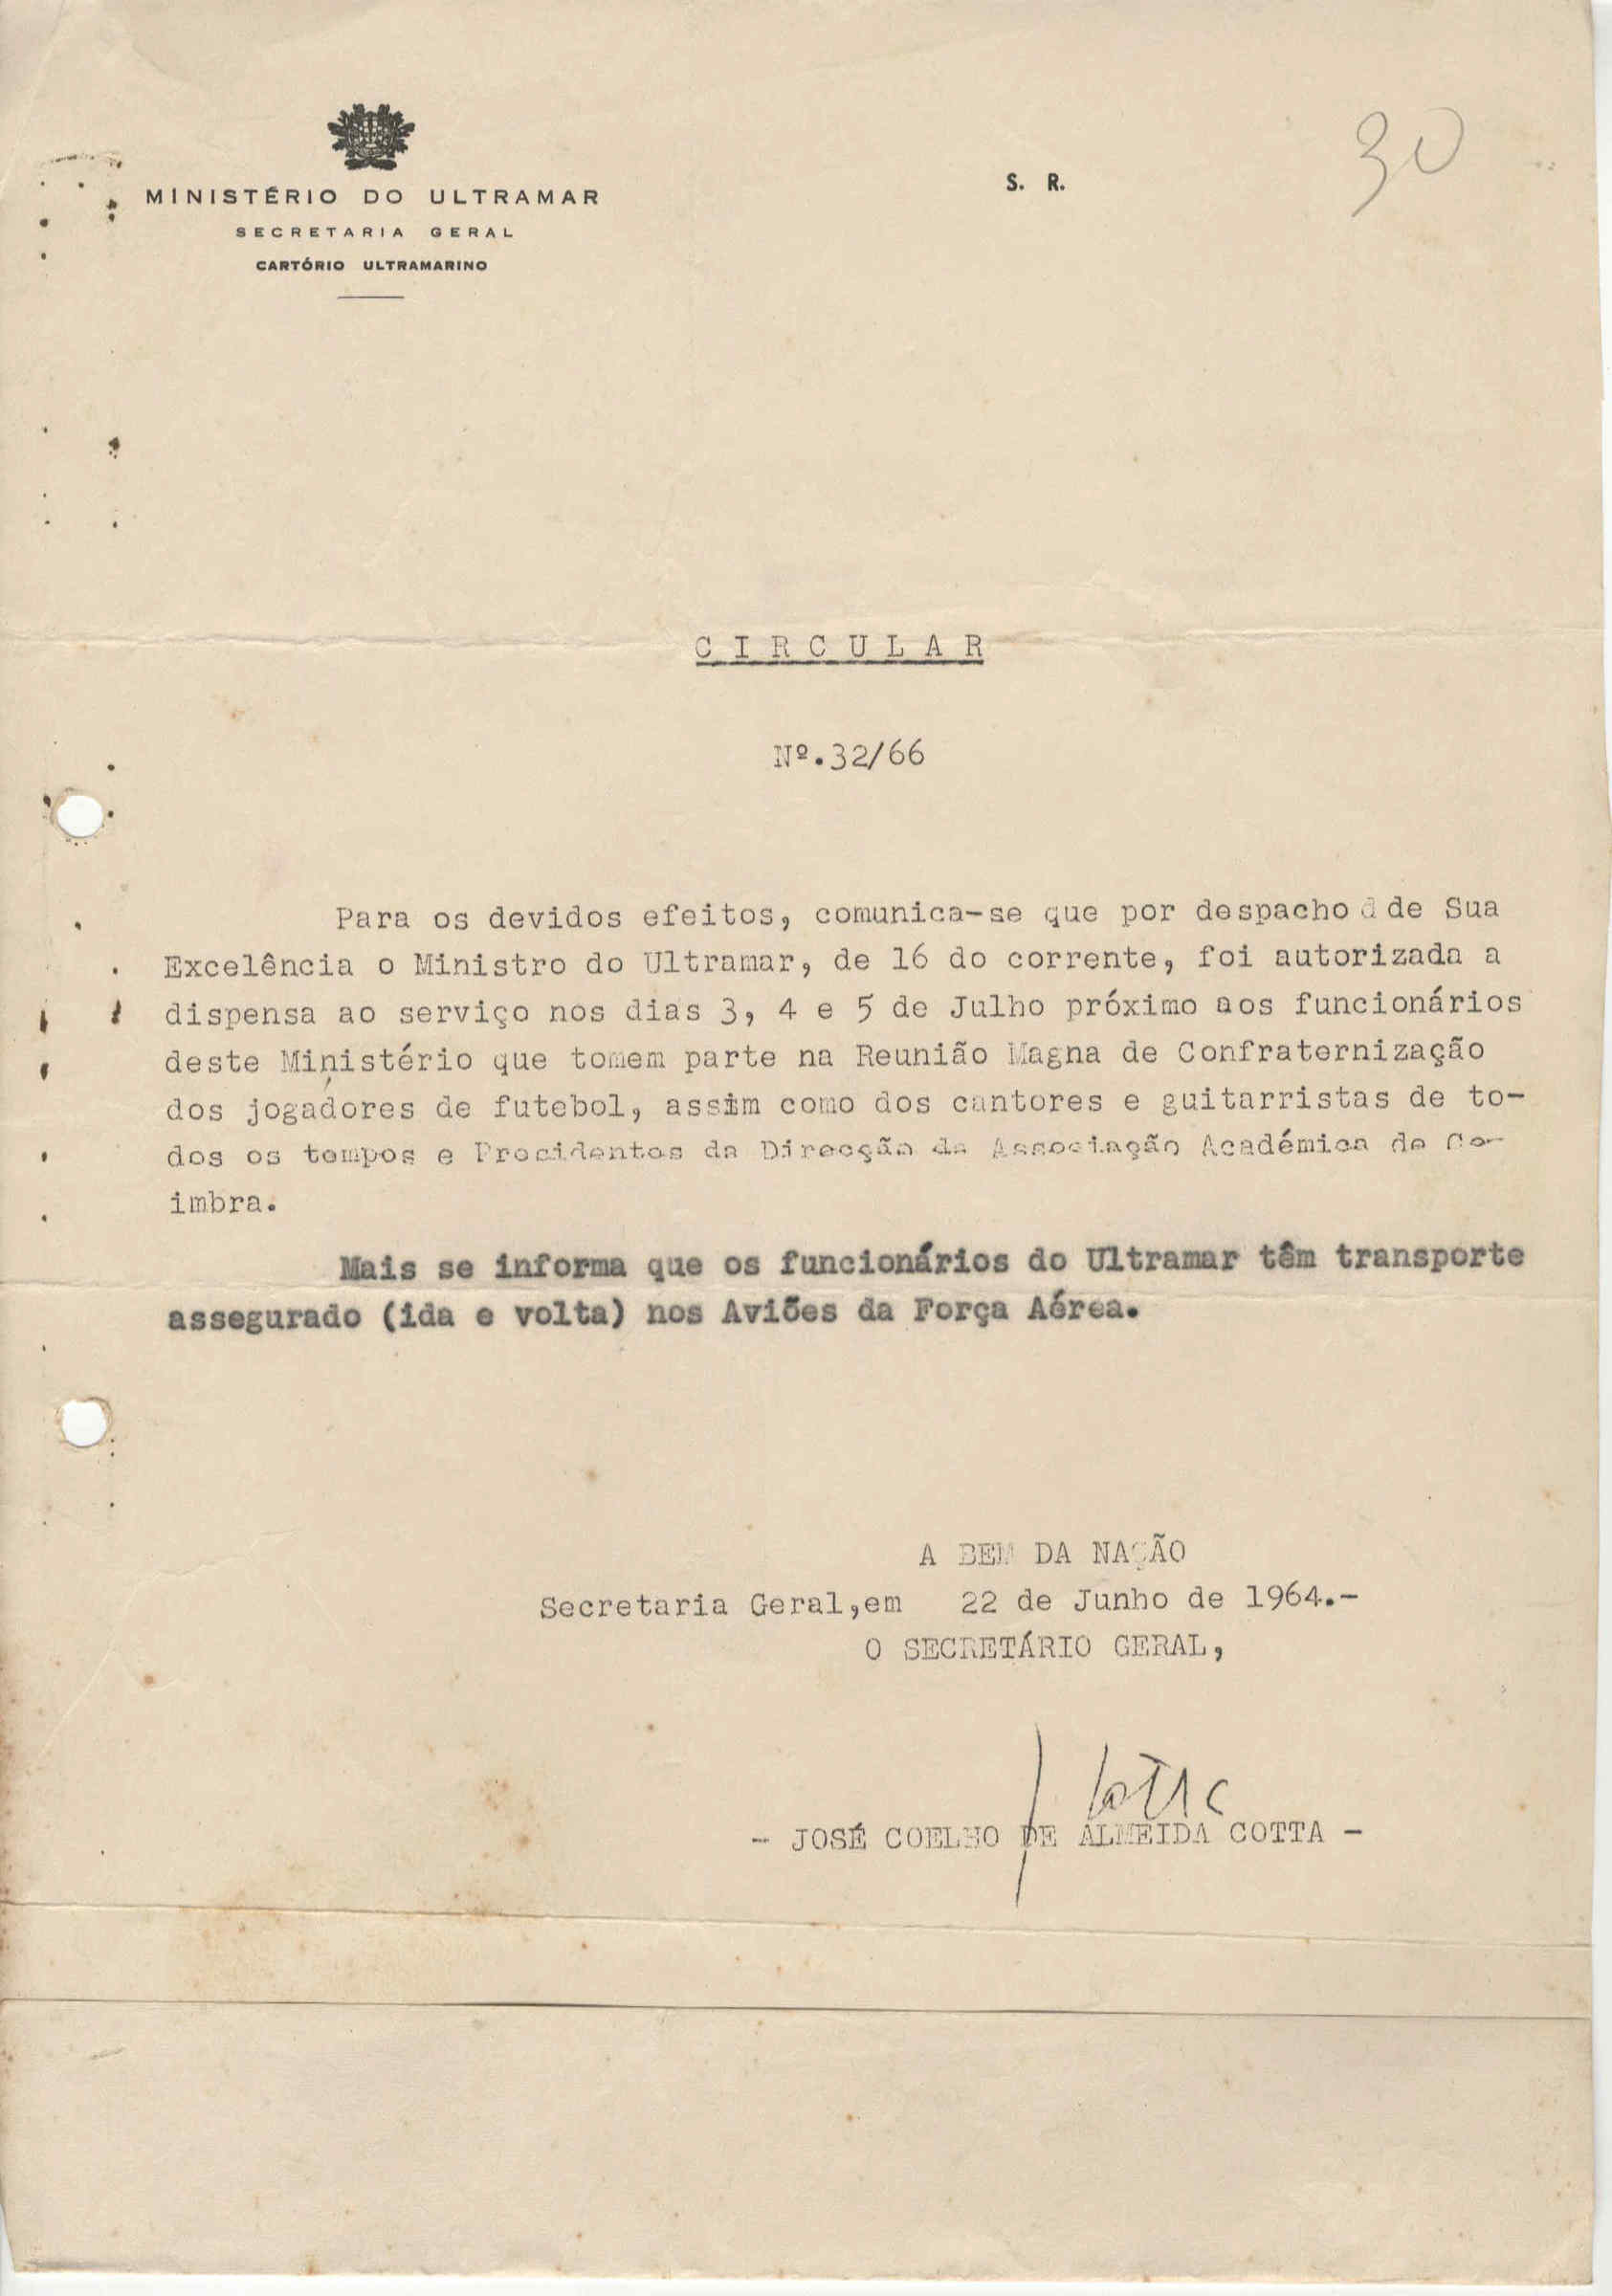 30
MINISTÉRIO DO ULTRAMAR
SECRETARIA GERAL
CARTÓRIO ULTRAMARINO
S. R.
CIRCULAR
Nº.32/66
Para os devidos efeitos, comunica-se que por despacho d de Sua
Excelência o Ministro do Ultramar, de 16 do corrente, foi autorizada a
dispensa ao serviço nos dias 3, 4 e 5 de Julho próximo aos funcionários
deste Ministério que tomem parte na Reunião Magna de Confraternização
dos jogadores de futebol, assim como dos cantores e guitarristas de to-
dos os tempos e Presidentes da Direcção da Associação Académica de Co-
imbra.
Mais se informa que os funcionários do Ultramar têm transporte
assegurado (ida e volta) nos Aviões da Força Aérea.
A BEM DA NAÇÃO
Secretaria Geral,em 22 de Junho de 1964.-
O SECRETÁRIO GERAL,
- JOSÉ COELHO DE ALMEIDA COTTA -